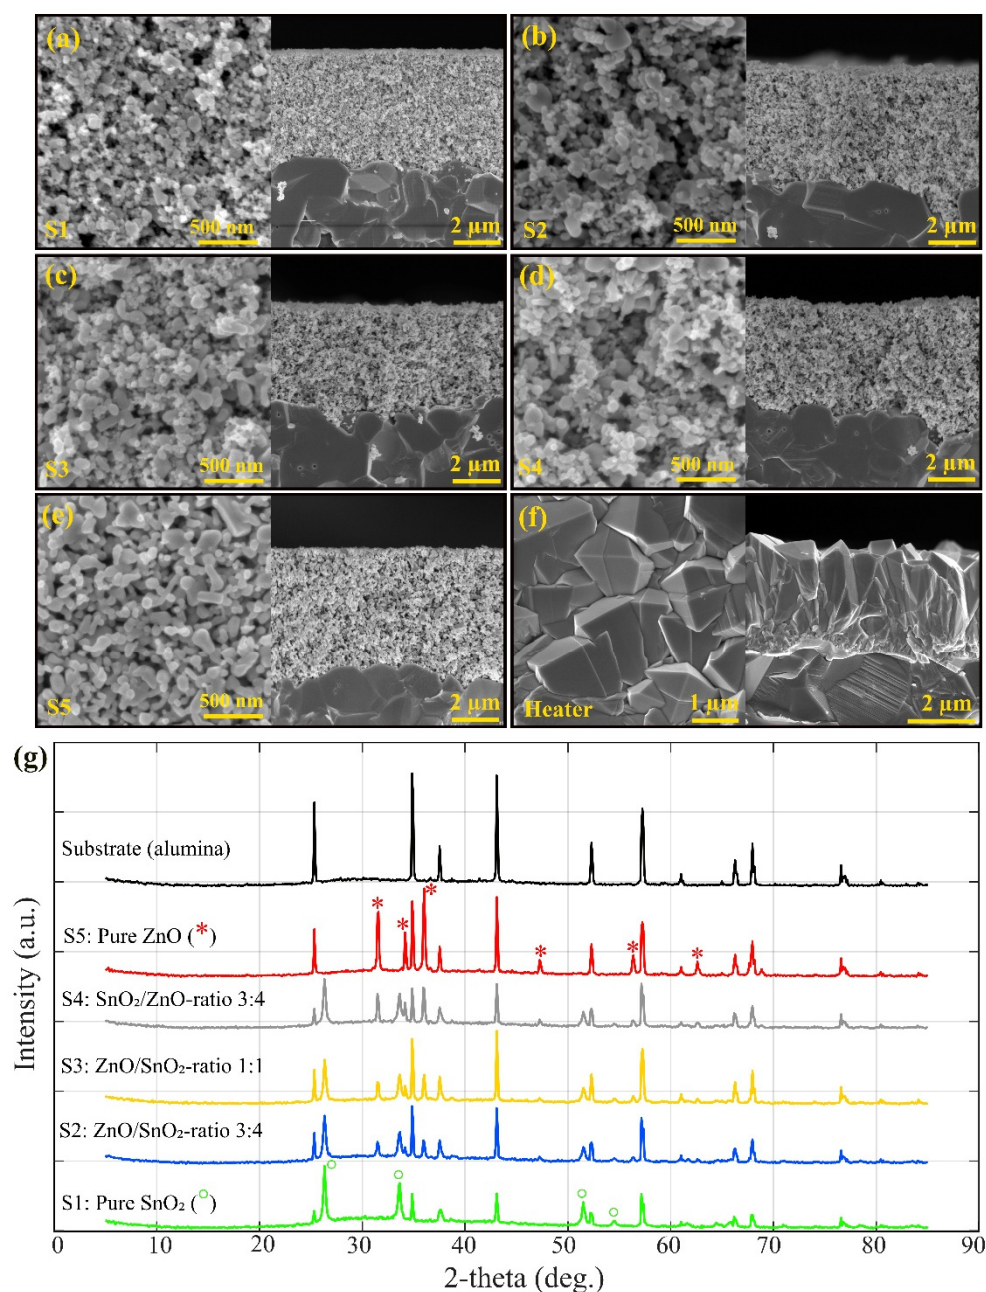 (a)
S1
500 nm
2 µm
(b)
S2
500 nm
2 µm
(c)
S3
500 nm
2 µm
(d)
S4
500 nm
2 µm
(e)
S5
500 nm
2 µm
(f)
Heater
1 µm
2 µm
(g)
Substrate (alumina)
S5: Pure ZnO (*)
S4: SnO₂/ZnO-ratio 3:4
S3: ZnO/SnO₂-ratio 1:1
S2: ZnO/SnO₂-ratio 3:4
S1: Pure SnO₂ (°)
Intensity (a.u.)
0 10 20 30 40 50 60 70 80 90
2-theta (deg.)